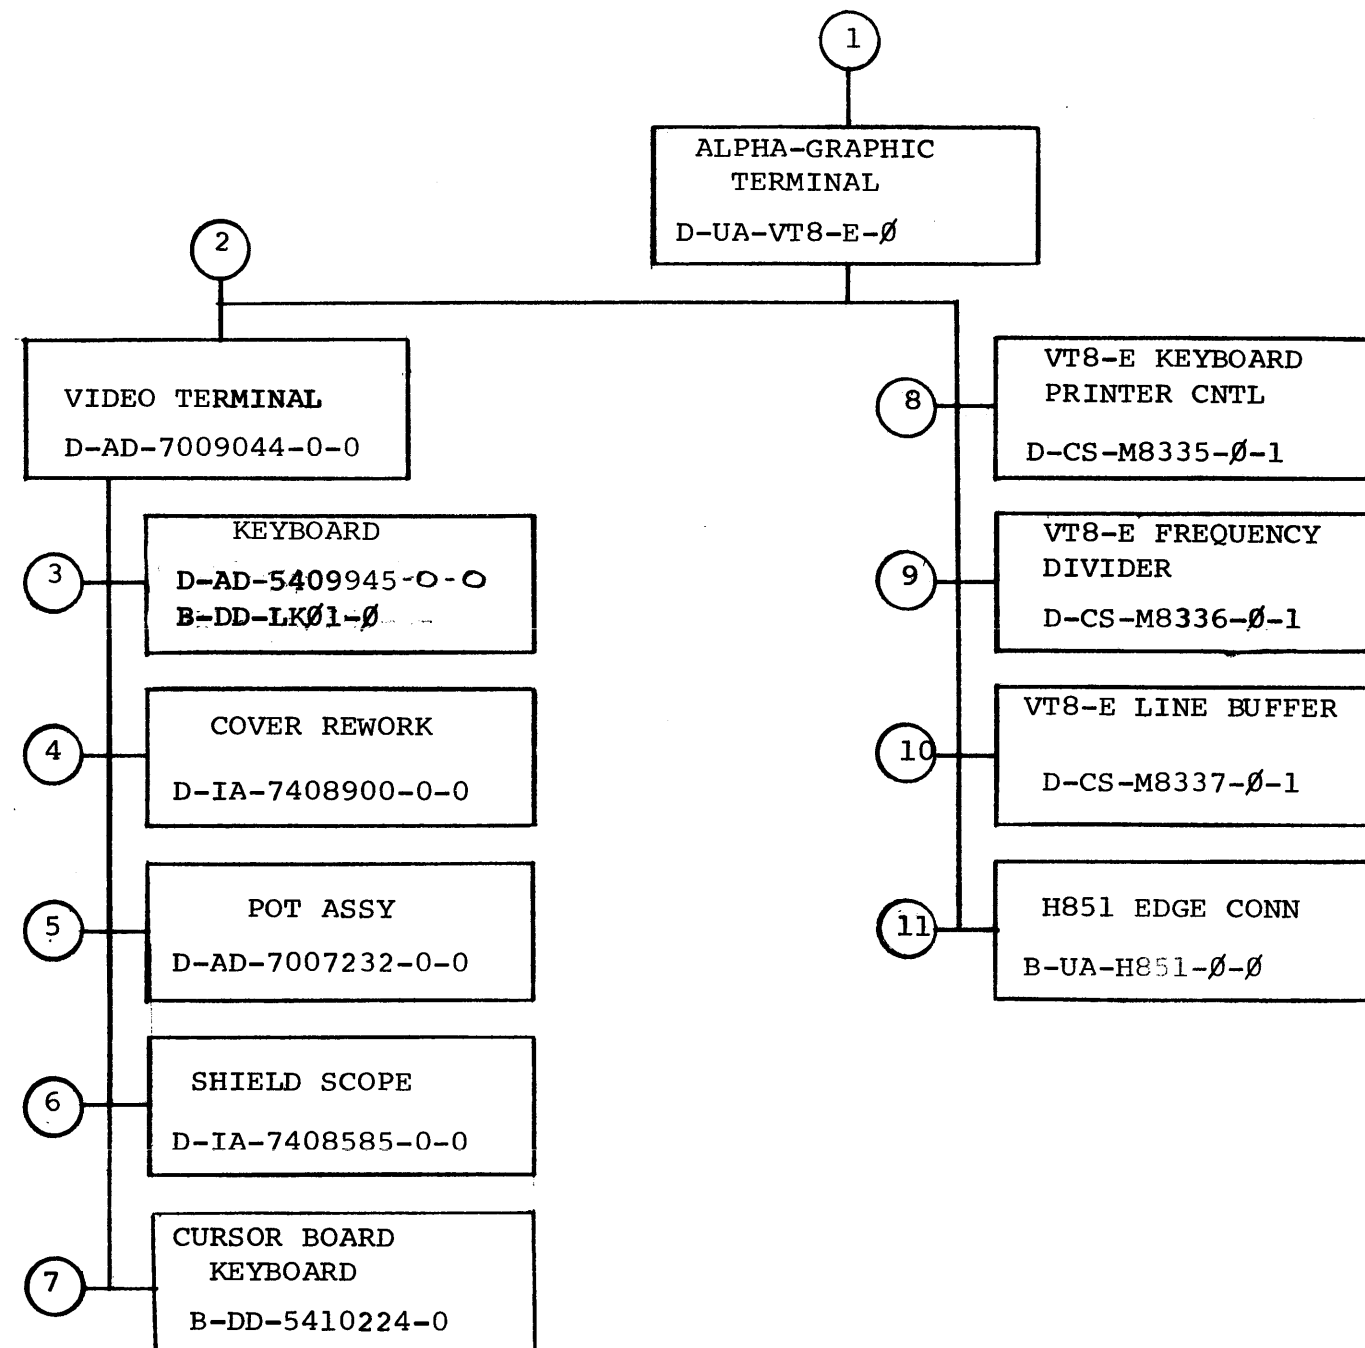 1
ALPHA-GRAPHIC
TERMINAL
D-UA-VT8-E-Ø
2
VIDEO TERMINAL
D-AD-7009044-0-0
3
KEYBOARD
D-AD-5409945-0-0
B-DD-LKØ1-Ø
4
COVER REWORK
D-IA-7408900-0-0
5
POT ASSY
D-AD-7007232-0-0
6
SHIELD SCOPE
D-IA-7408585-0-0
7
CURSOR BOARD
KEYBOARD
B-DD-5410224-0
8
VT8-E KEYBOARD
PRINTER CNTL
D-CS-M8335-Ø-1
9
VT8-E FREQUENCY
DIVIDER
D-CS-M8336-Ø-1
10
VT8-E LINE BUFFER
D-CS-M8337-Ø-1
11
H851 EDGE CONN
B-UA-H851-Ø-Ø